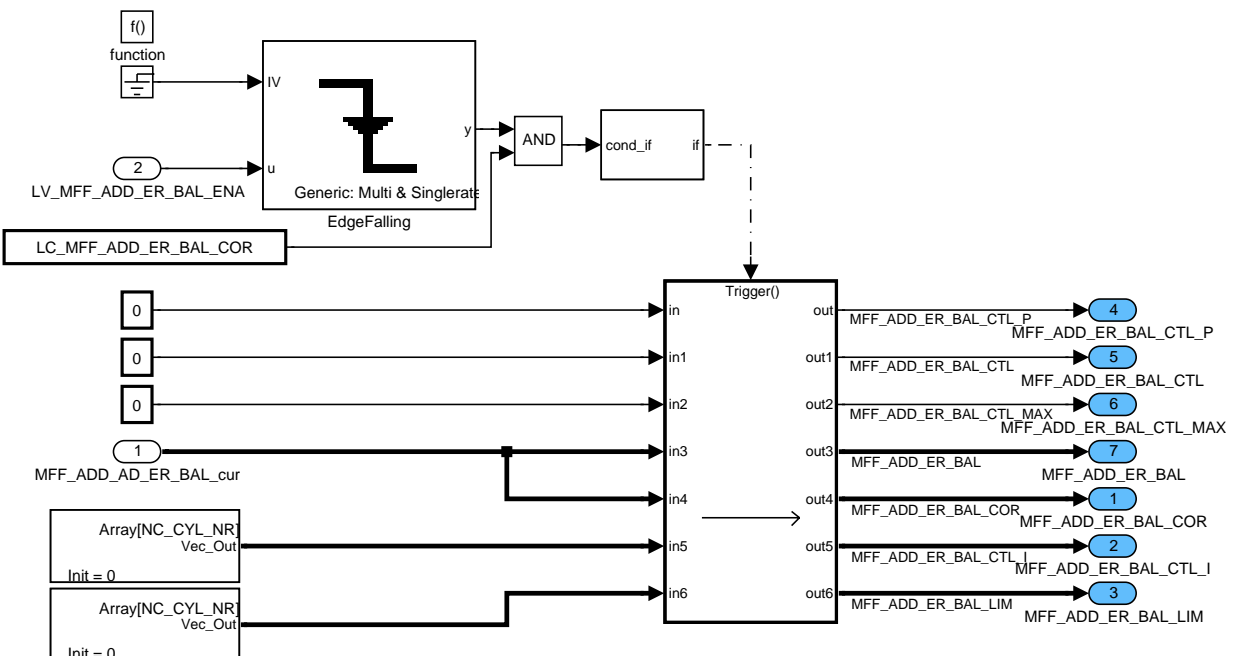 f()
function
IV
u
y
Generic: Multi & Singlerate
EdgeFalling
2
LV_MFF_ADD_ER_BAL_ENA
LC_MFF_ADD_ER_BAL_COR
AND
cond_if
if
Trigger()
0
in
out
MFF_ADD_ER_BAL_CTL_P
4
MFF_ADD_ER_BAL_CTL_P
0
in1
out1
MFF_ADD_ER_BAL_CTL
5
MFF_ADD_ER_BAL_CTL
0
in2
out2
MFF_ADD_ER_BAL_CTL_MAX
6
MFF_ADD_ER_BAL_CTL_MAX
1
MFF_ADD_AD_ER_BAL_cur
in3
out3
MFF_ADD_ER_BAL
7
MFF_ADD_ER_BAL
in4
out4
MFF_ADD_ER_BAL_COR
1
MFF_ADD_ER_BAL_COR
Array[NC_CYL_NR]
Vec_Out
Init = 0
in5
out5
MFF_ADD_ER_BAL_CTL_I
2
MFF_ADD_ER_BAL_CTL_I
Array[NC_CYL_NR]
Vec_Out
Init = 0
in6
out6
MFF_ADD_ER_BAL_LIM
3
MFF_ADD_ER_BAL_LIM